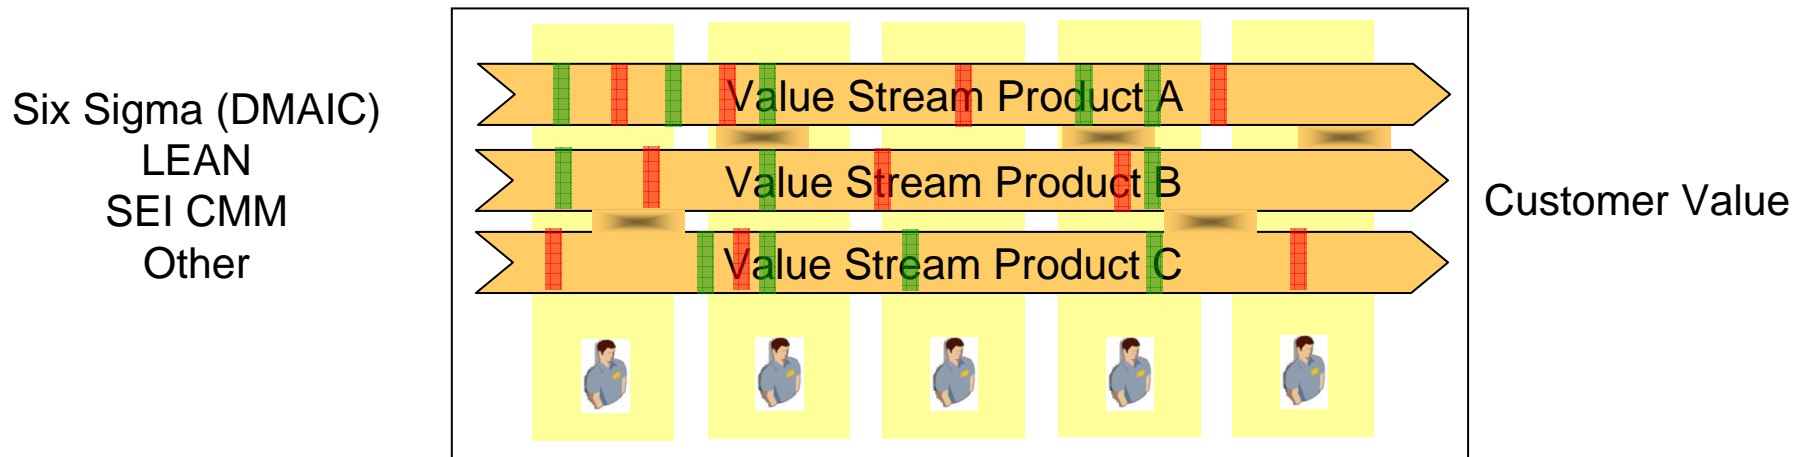 Six Sigma (DMAIC)
LEAN
SEI CMM
Other
Value Stream Product A
Value Stream Product B
Value Stream Product C
Customer Value